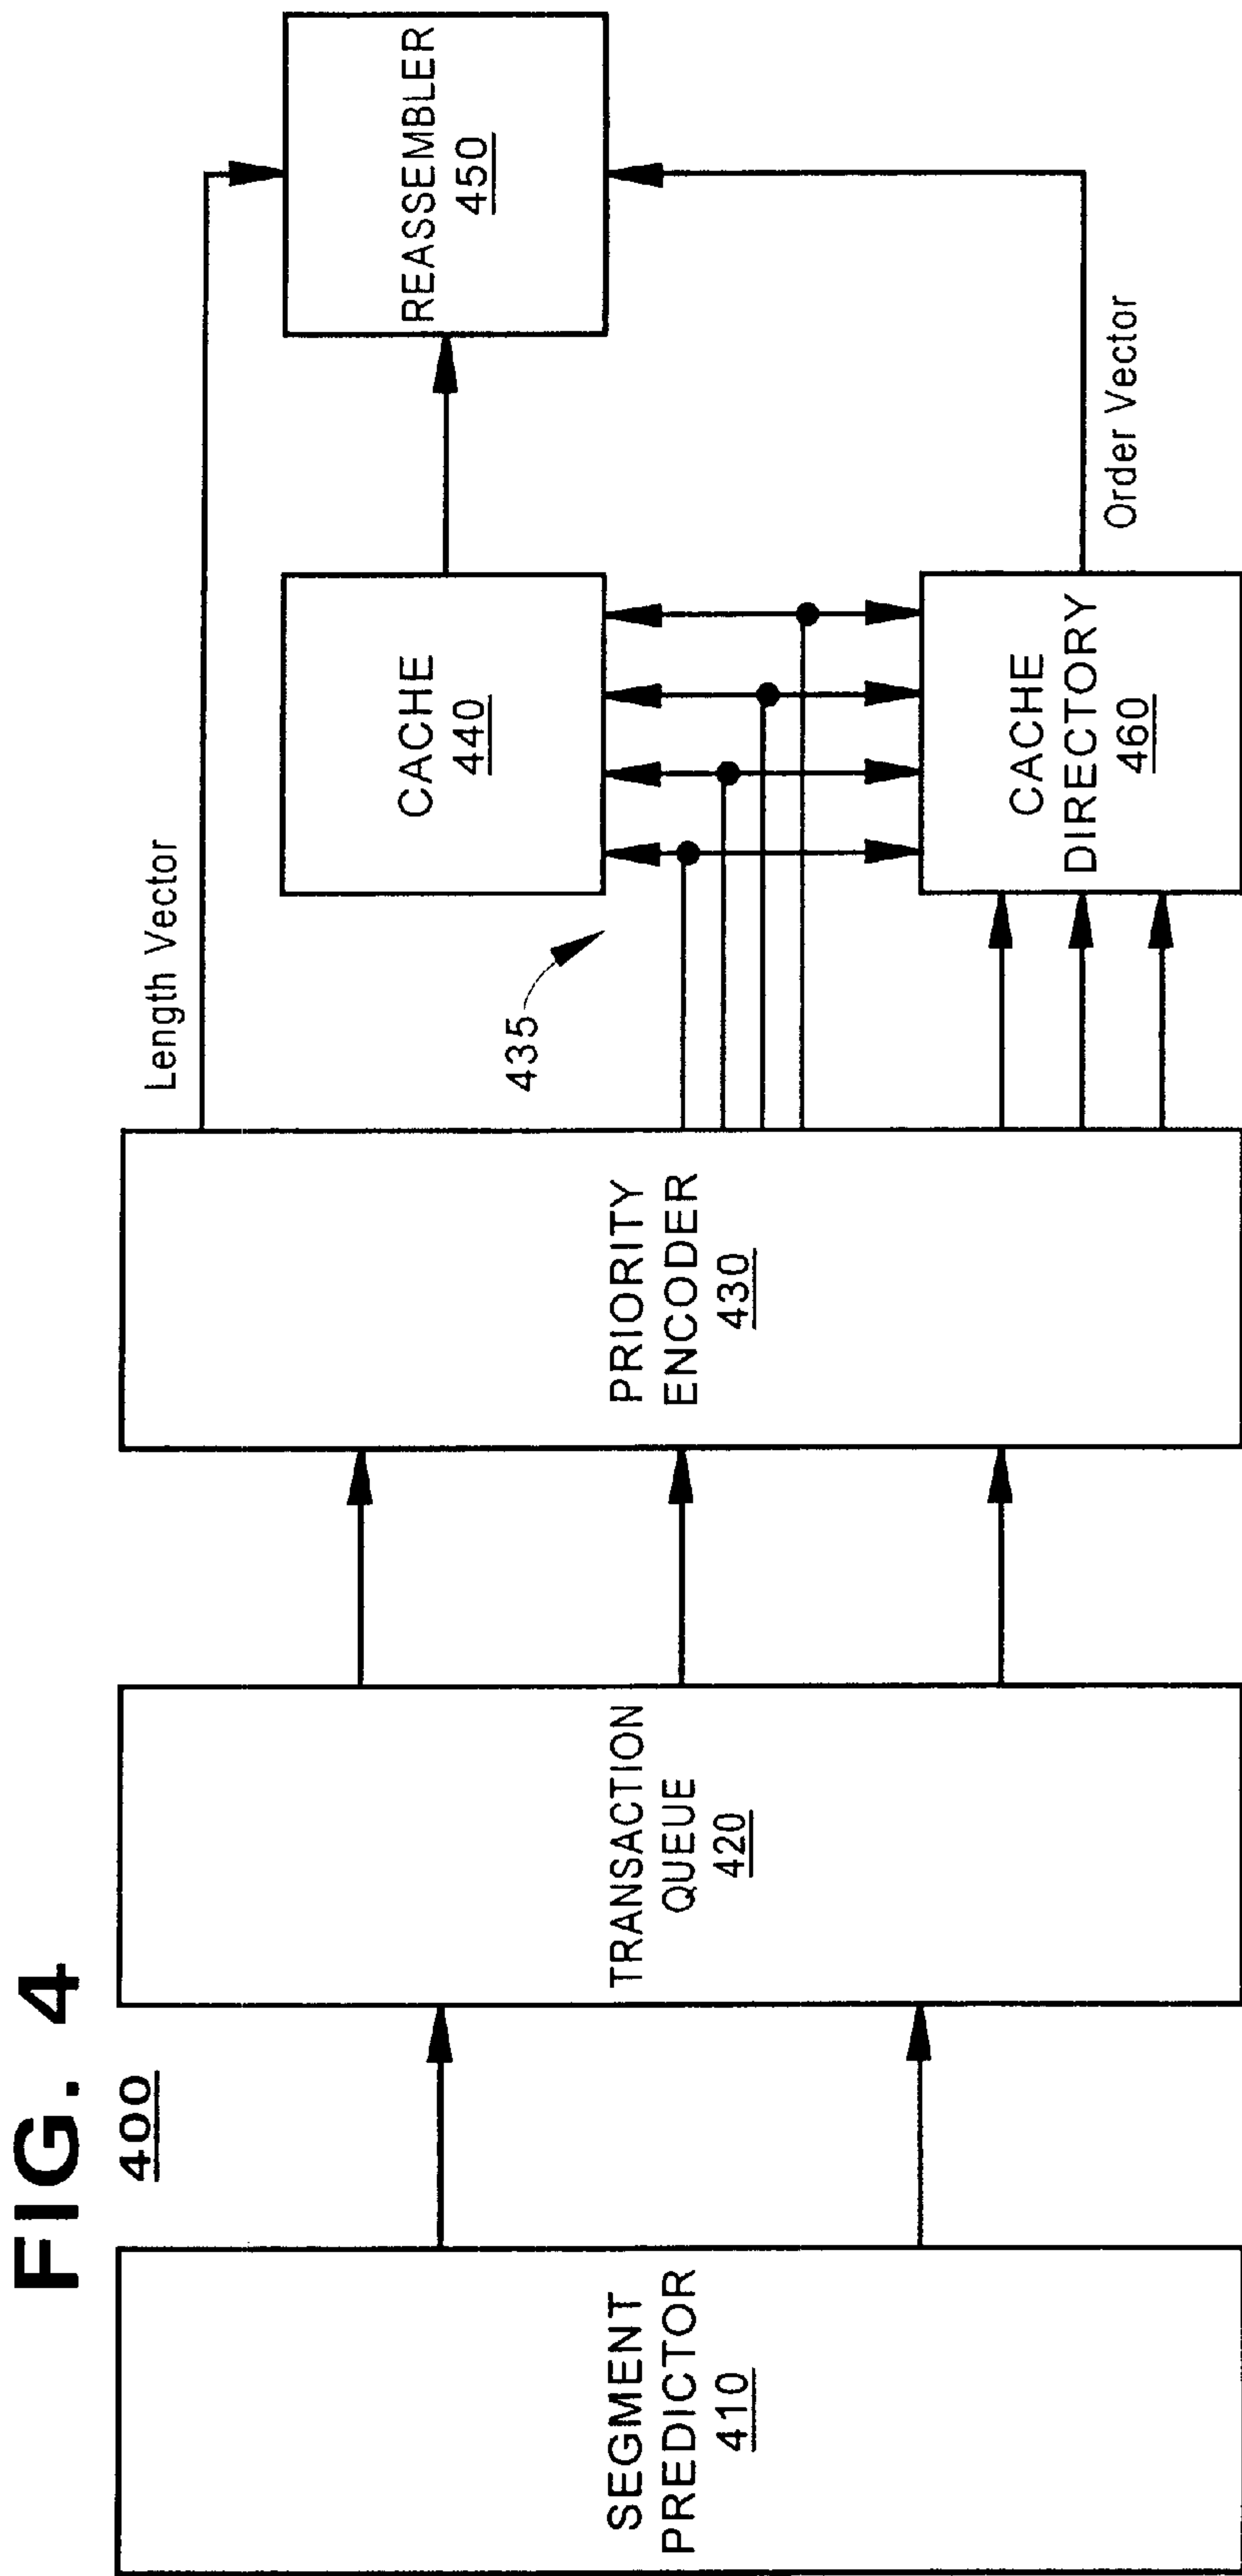 FIG. 4
400
SEGMENT
PREDICTOR
410
TRANSACTION
QUEUE
420
PRIORITY
ENCODER
430
Length Vector
435
CACHE
440
REASSEMBLER
450
CACHE
DIRECTORY
460
Order Vector